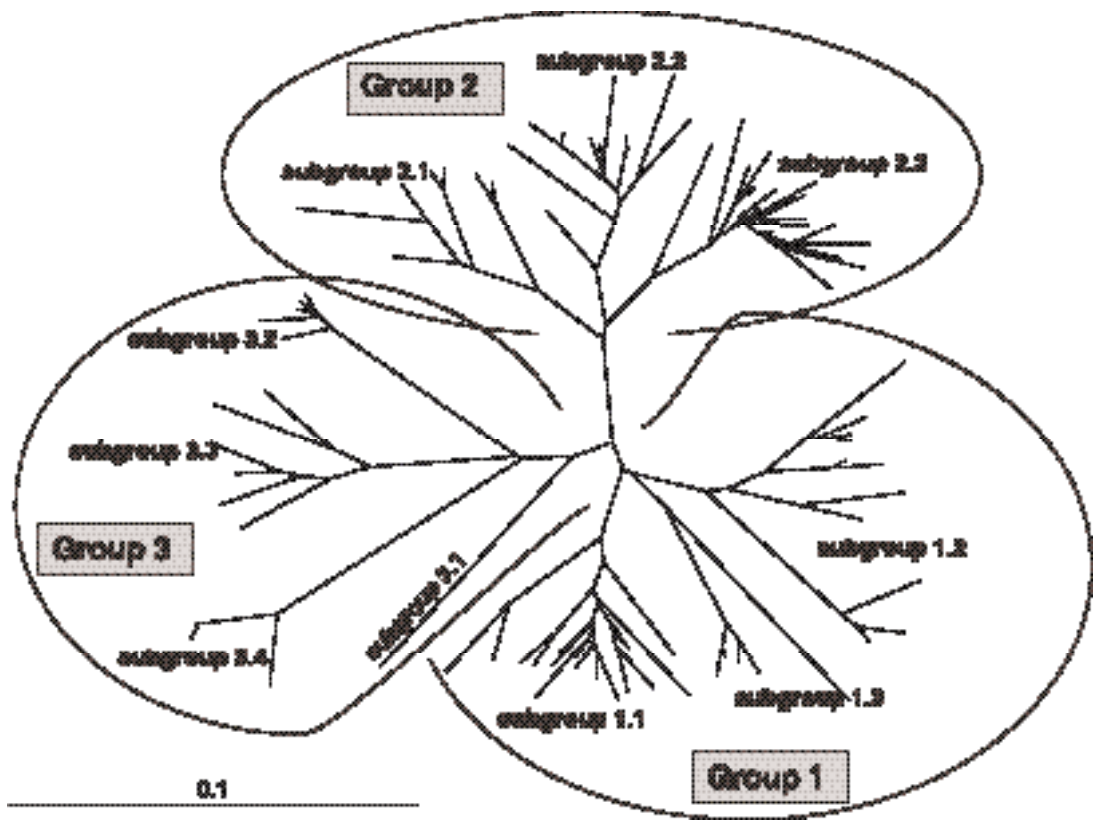 subgroup 2.2
Group 2
subgroup 2.1
subgroup 2.3
subgroup 3.2
subgroup 3.3
Group 3
subgroup 1.2
subgroup 3.1
subgroup 3.4
subgroup 1.3
subgroup 1.1
Group 1
0.1